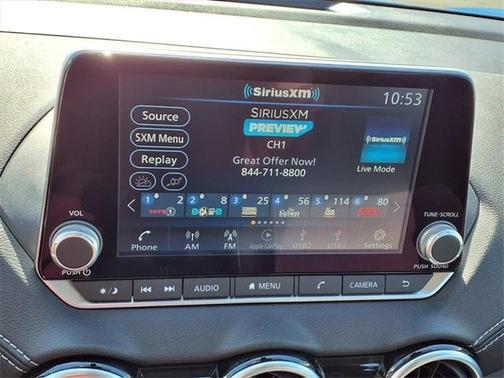 SiriusXM
10:53
Source
SXM Menu
Replay
SIRIUSXM
PREVIEW
CH1
Great Offer Now!
844-711-8800
SiriusXM
Live Mode
1 2 2 8 3 4 56 5 114 6 80
HITS 1
VOL
TUNE·SCROLL
Phone AM FM Apple CarPlay USB2 USB1 Settings
PUSH
PUSH SOUND
AUDIO MENU CAMERA